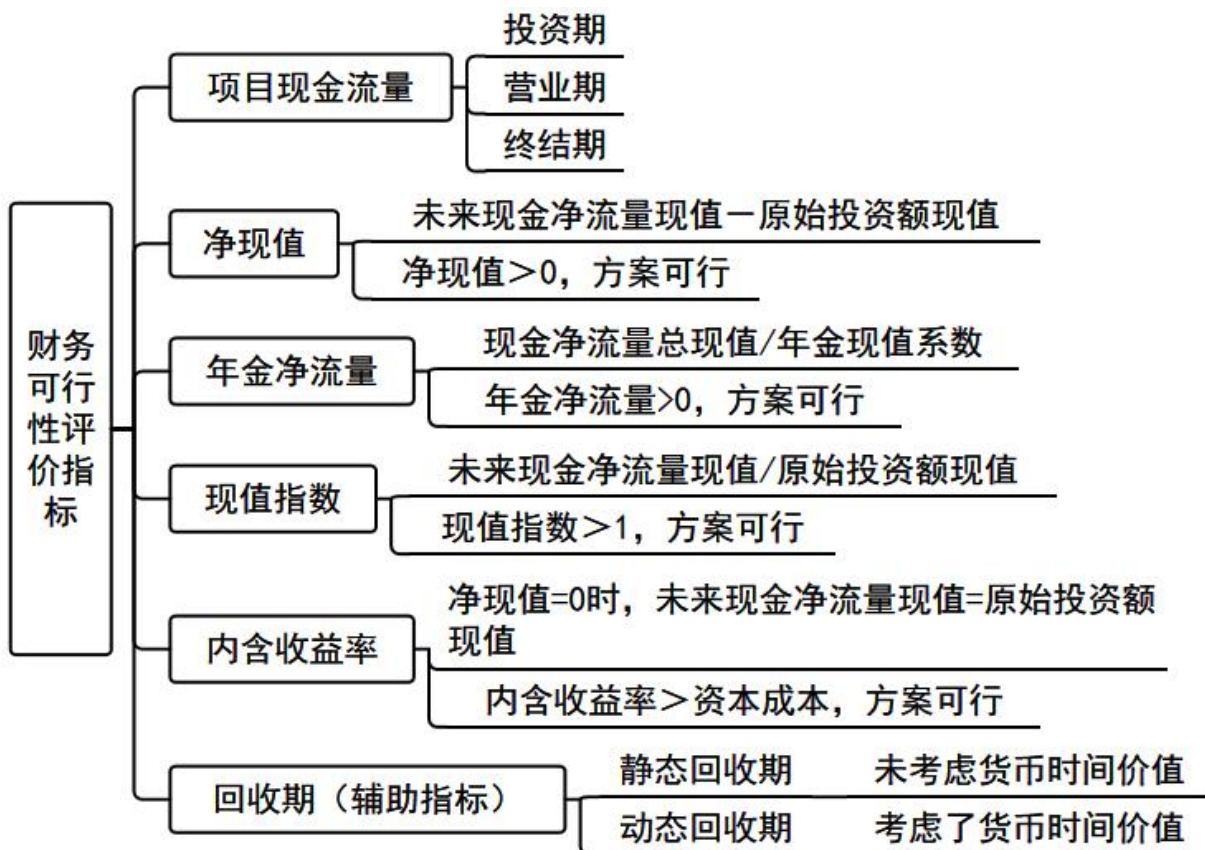 财务
可行
性评
价指
标
项目现金流量
投资期
营业期
终结期
净现值
未来现金净流量现值－原始投资额现值
净现值＞0，方案可行
年金净流量
现金净流量总现值/年金现值系数
年金净流量>0，方案可行
现值指数
未来现金净流量现值/原始投资额现值
现值指数＞1，方案可行
内含收益率
净现值=0时，未来现金净流量现值=原始投资额
现值
内含收益率＞资本成本，方案可行
回收期（辅助指标）
静态回收期 未考虑货币时间价值
动态回收期 考虑了货币时间价值